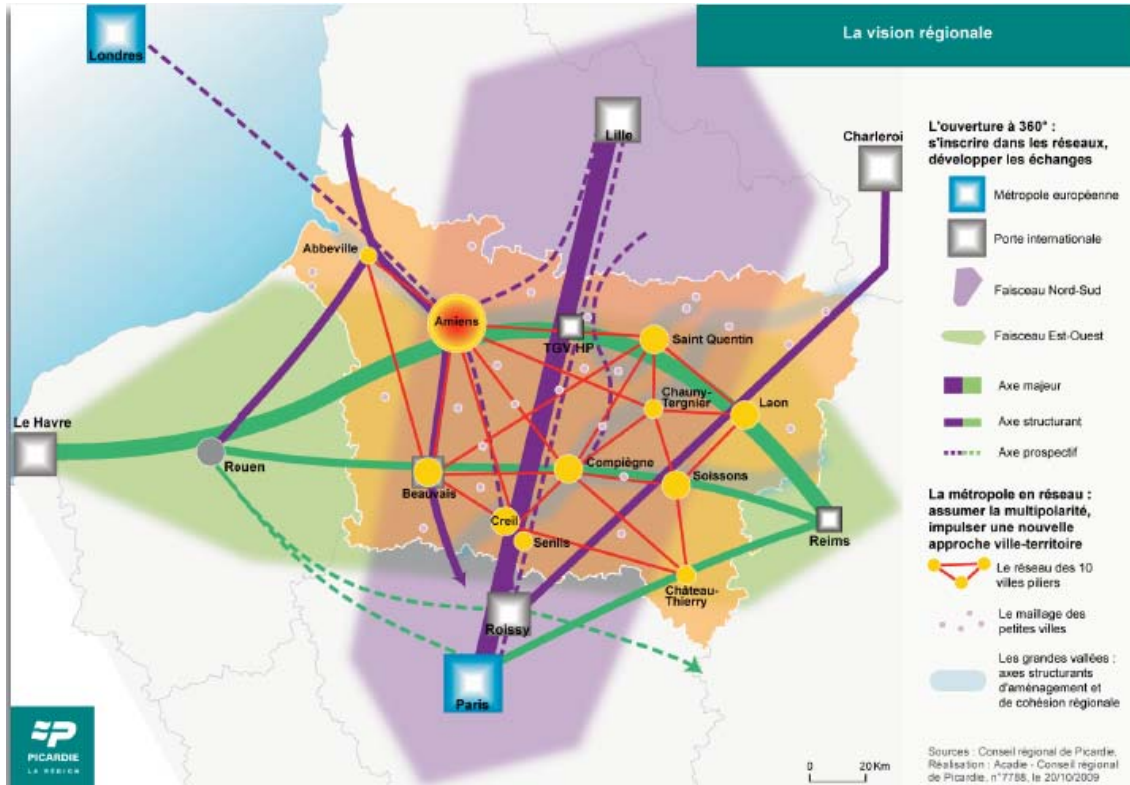 La vision régionale
Londres
Lille
Charleroi
Abbeville
Amiens
TGV HP
Saint Quentin
Chauny-
Tergnier
Laon
Le Havre
Rouen
Beauvais
Compiègne
Soissons
Creil
Senlis
Reims
Château-
Thierry
Roissy
Paris
L'ouverture à 360° :
s'inscrire dans les réseaux,
développer les échanges
Métropole européenne
Porte internationale
Faisceau Nord-Sud
Faisceau Est-Ouest
Axe majeur
Axe structurant
Axe prospectif
La métropole en réseau :
assumer la multipolarité,
impulser une nouvelle
approche ville-territoire
Le réseau des 10
villes piliers
Le maillage des
petites villes
Les grandes vallées :
axes structurants
d'aménagement et
de cohésion régionale
PICARDIE
LA RÉGION
0 20 Km
Sources : Conseil régional de Picardie,
Réalisation : Acadie - Conseil régional
de Picardie, n°7788, le 20/10/2009